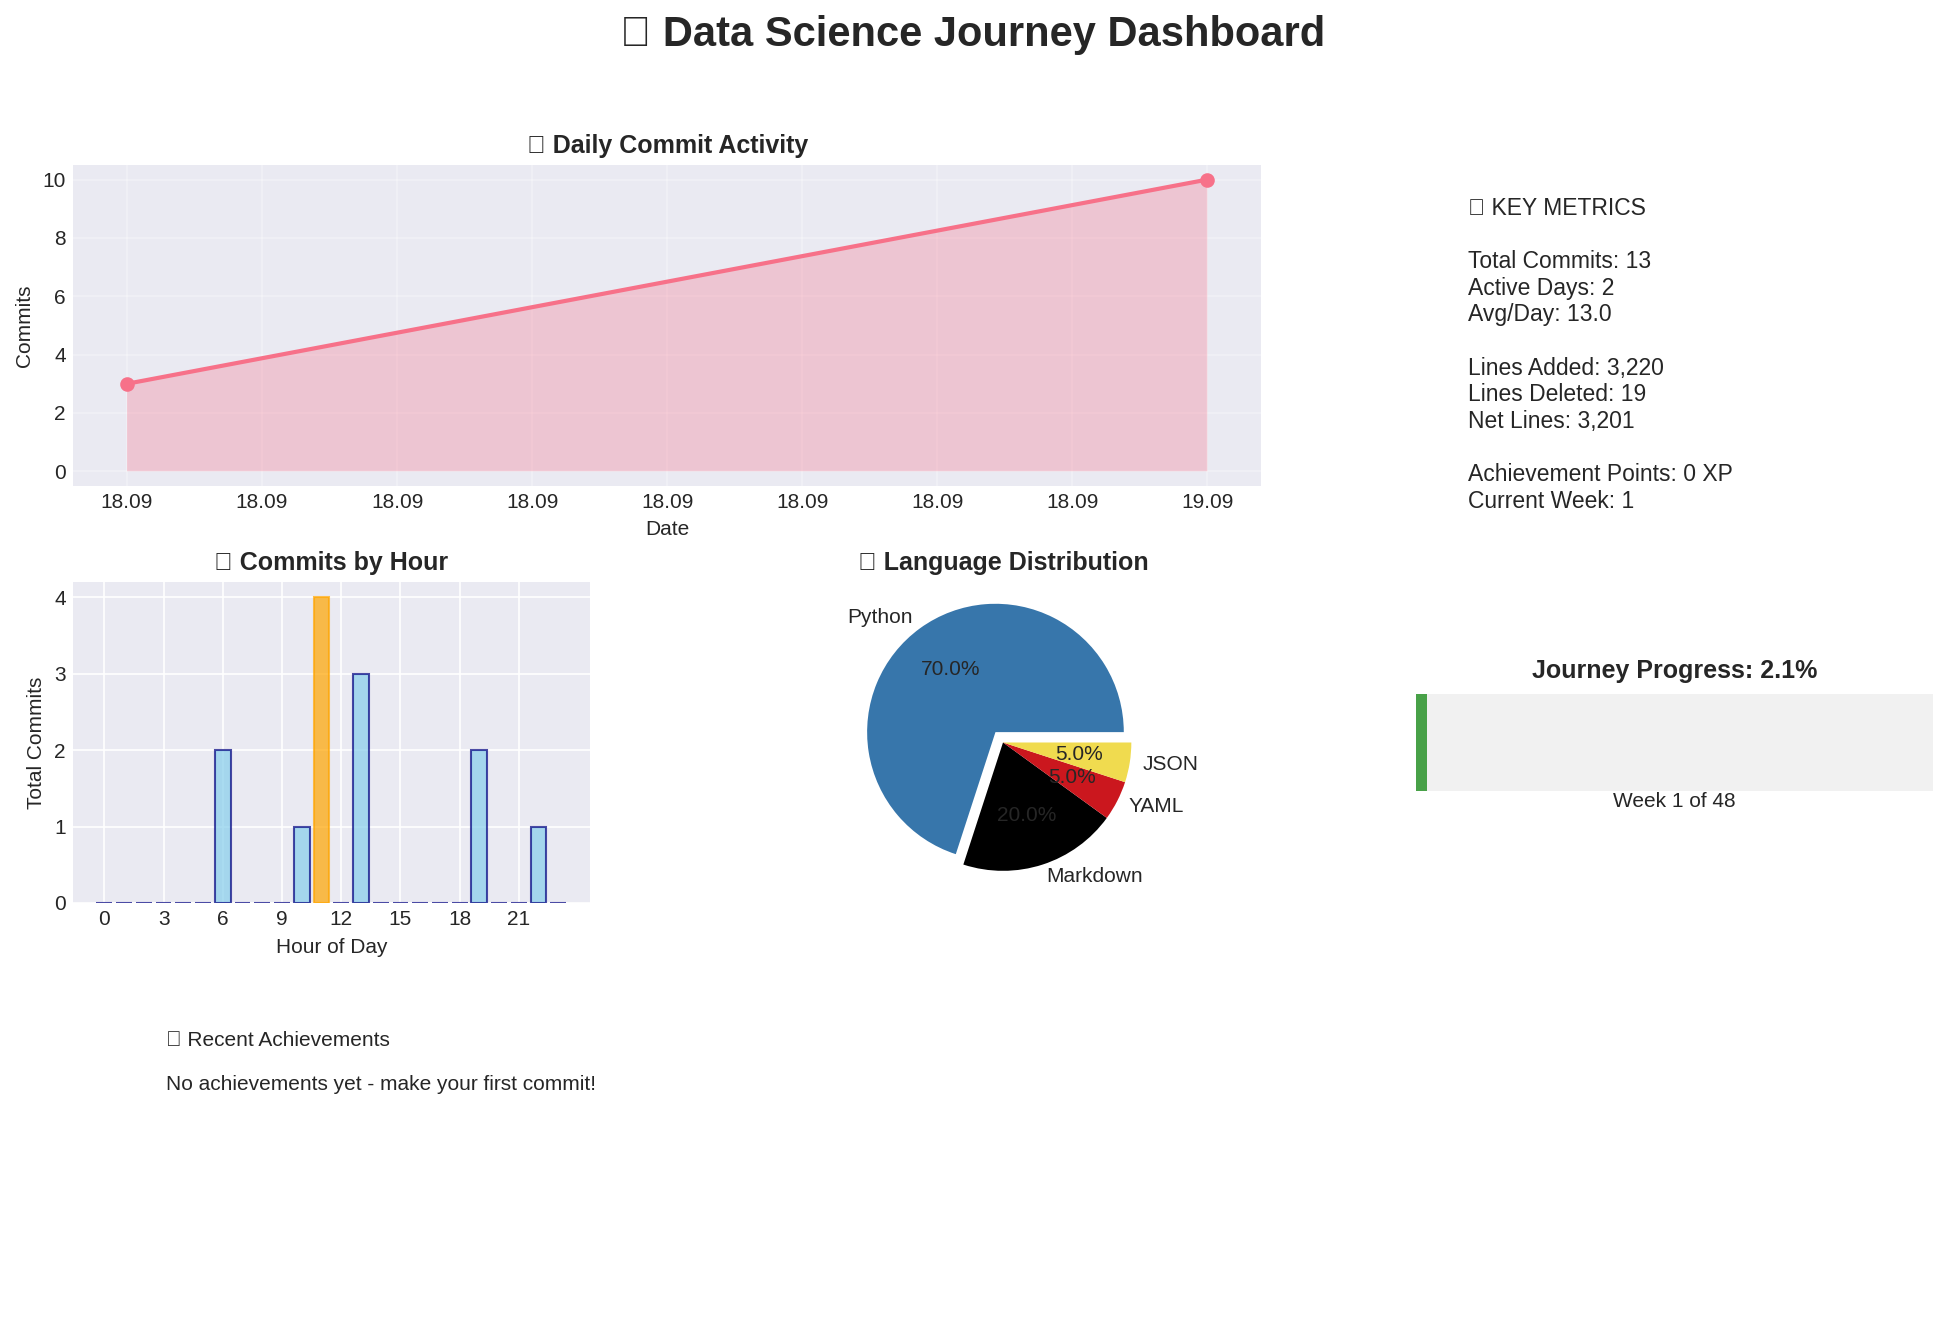 Data Science Journey Dashboard
Daily Commit Activity
10
8
6
4
2
0
Commits
18.09 18.09 18.09 18.09 18.09 18.09 18.09 18.09 19.09
Date
KEY METRICS
Total Commits: 13
Active Days: 2
Avg/Day: 13.0
Lines Added: 3,220
Lines Deleted: 19
Net Lines: 3,201
Achievement Points: 0 XP
Current Week: 1
Commits by Hour
4
3
2
1
0
Total Commits
0 3 6 9 12 15 18 21
Hour of Day
Language Distribution
Python
70.0%
5.0%
JSON
5.0%
YAML
20.0%
Markdown
Journey Progress: 2.1%
Week 1 of 48
Recent Achievements
No achievements yet - make your first commit!